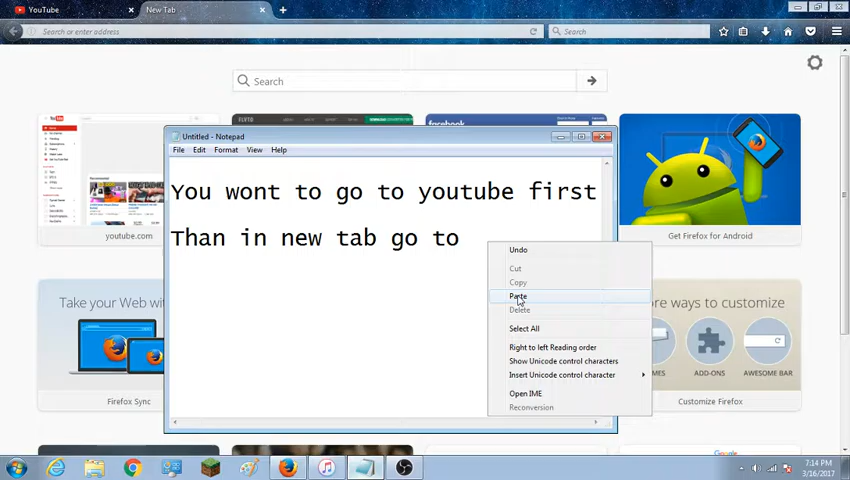 YouTube
New Tab
Search or enter address
Search
Search
facebook
youtube.com
Get Firefox for Android
Untitled - Notepad
File Edit Format View Help
You wont to go to youtube first
Than in new tab go to
Undo
Cut
Copy
Paste
Delete
Select All
Right to left Reading order
Show Unicode control characters
Insert Unicode control character
Open IME
Reconversion
Take your Web with
ore ways to customize
ADD-ONS
AWESOME BAR
Firefox Sync
Customize Firefox
Google
7:14 PM
3/16/2017